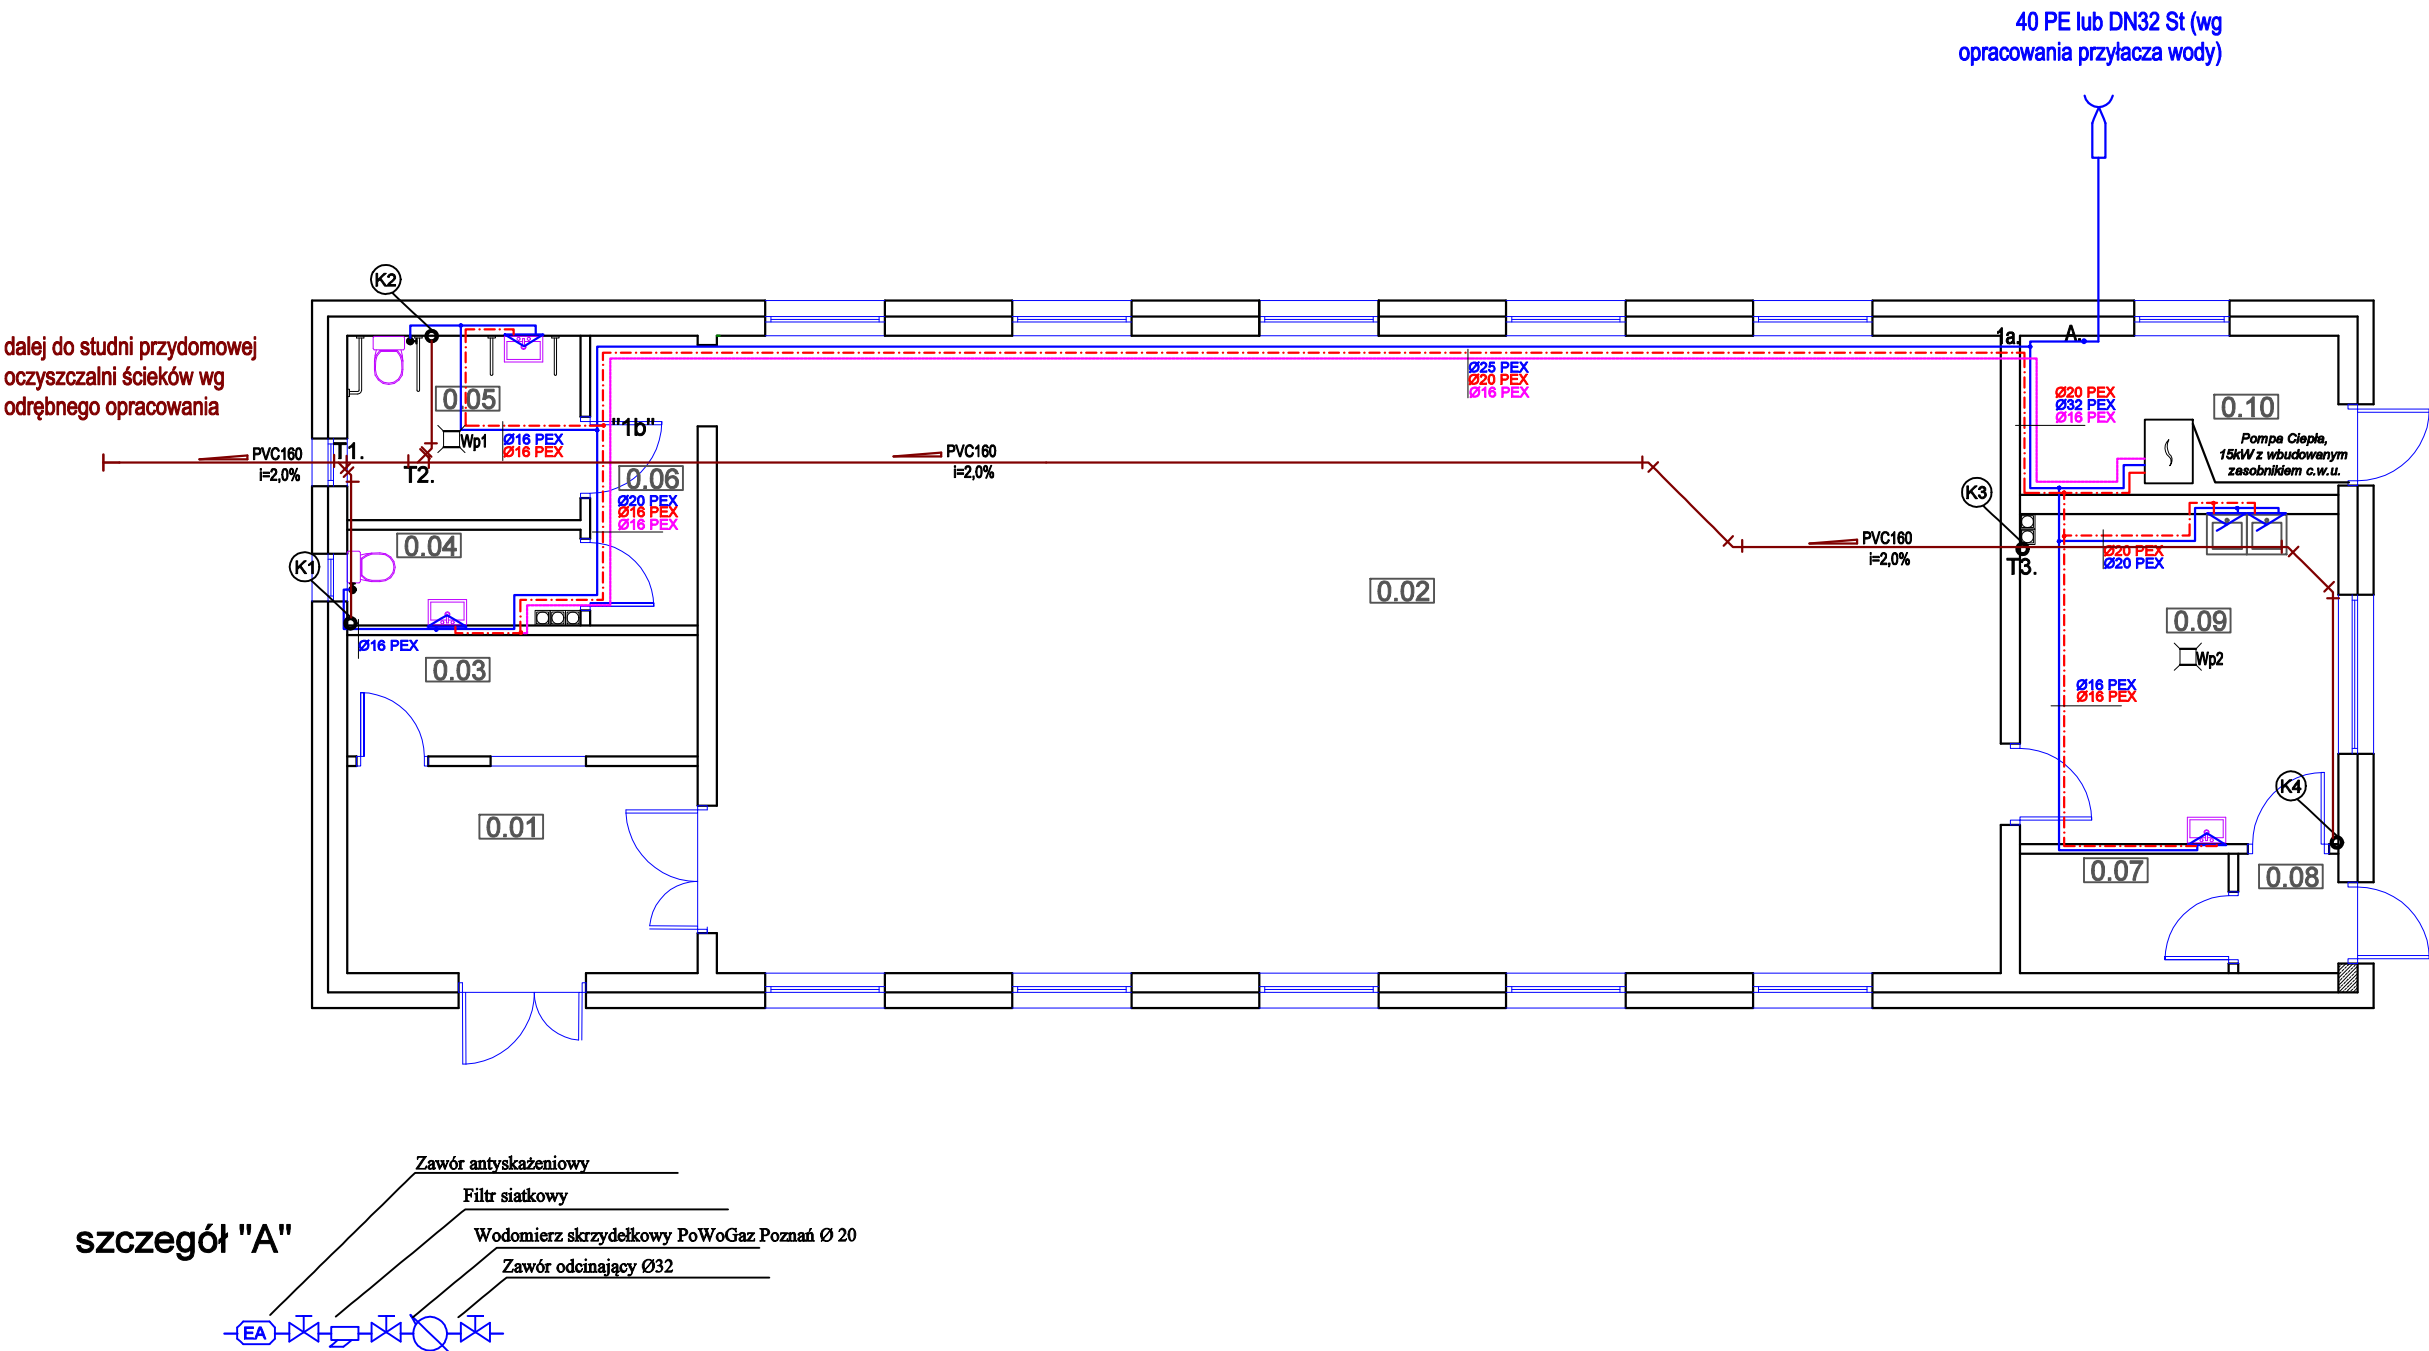 40 PE lub DN32 St (wg
opracowania przyłacza wody)
K2
dalej do studni przydomowej
oczyszczalni ścieków wg
odrębnego opracowania
1a.
A.
Ø25 PEX
Ø20 PEX
Ø16 PEX
Ø20 PEX
Ø32 PEX
Ø16 PEX
0.05
0.10
"1b"
Wp1
Ø16 PEX
Ø16 PEX
Pompa Ciepła,
15kW z wbudowanym
zasobnikiem c.w.u.
PVC160
i=2,0%
T1.
T2.
PVC160
i=2,0%
0.06
Ø20 PEX
Ø16 PEX
Ø16 PEX
K3
0.04
K1
PVC160
i=2,0%
T3.
Ø20 PEX
Ø20 PEX
0.02
0.09
Ø16 PEX
0.03
Wp2
Ø16 PEX
Ø16 PEX
K4
0.01
0.07
0.08
Zawór antyskażeniowy
Filtr siatkowy
szczegół "A"
Wodomierz skrzydełkowy PoWoGaz Poznań Ø 20
Zawór odcinający Ø32
EA